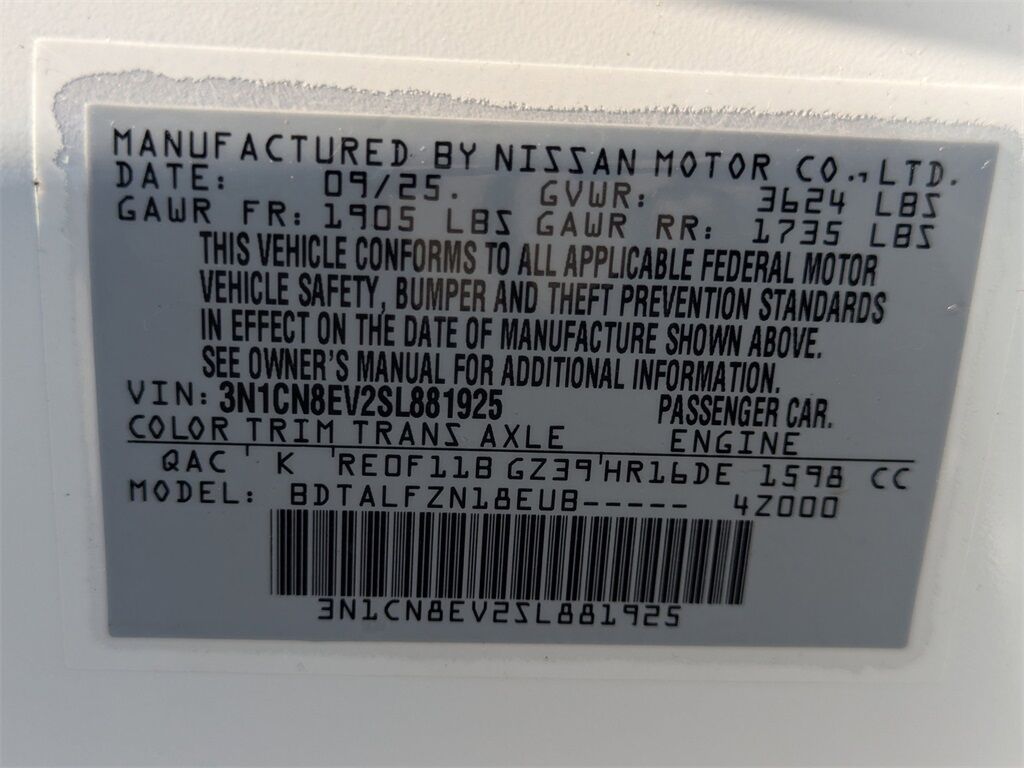 MANUFACTURED BY NISSAN MOTOR CO., LTD.
DATE: 09/25. GVWR: 3624 LBS
GAWR FR: 1905 LBS GAWR RR: 1735 LBS
THIS VEHICLE CONFORMS TO ALL APPLICABLE FEDERAL MOTOR
VEHICLE SAFETY, BUMPER AND THEFT PREVENTION STANDARDS
IN EFFECT ON THE DATE OF MANUFACTURE SHOWN ABOVE.
SEE OWNER'S MANUAL FOR ADDITIONAL INFORMATION.
VIN: 3N1CN8EV2SL881925 PASSENGER CAR.
COLOR TRIM TRANS AXLE ENGINE
QAC ' K ' RE0F11B GZ39 ' HR16DE 1598 CC
MODEL: BDTALFZN18EUB----- 4Z000
3N1CN8EV2SL881925